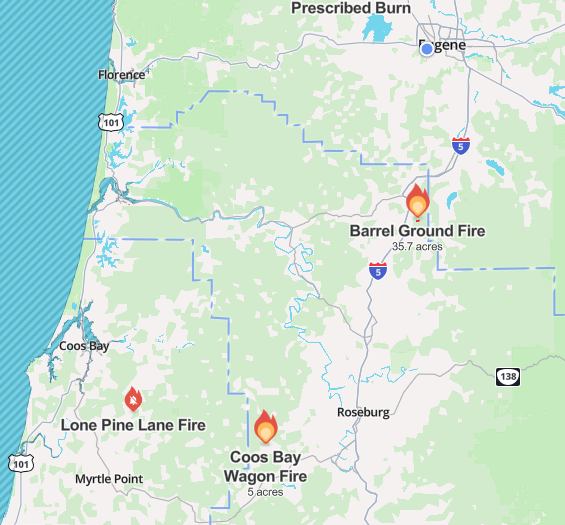 Prescribed Burn
Eugene
Florence
101
5
Barrel Ground Fire
35.7 acres
5
Coos Bay
138
Roseburg
Lone Pine Lane Fire
Coos Bay
Wagon Fire
5 acres
101
Myrtle Point